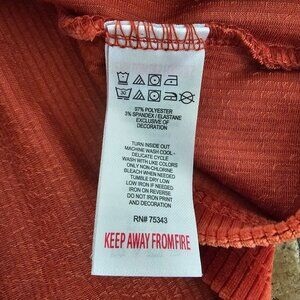 97% POLYESTER
3% SPANDEX / ELASTANE
EXCLUSIVE OF
DECORATION
TURN INSIDE OUT
MACHINE WASH COOL -
DELICATE CYCLE
WASH WITH LIKE COLORS
ONLY NON-CHLORINE
BLEACH WHEN NEEDED
TUMBLE DRY LOW
LOW IRON IF NEEDED
IRON ON REVERSE
DO NOT IRON PRINT
AND DECORATION
RN# 75343
KEEP AWAY FROM FIRE